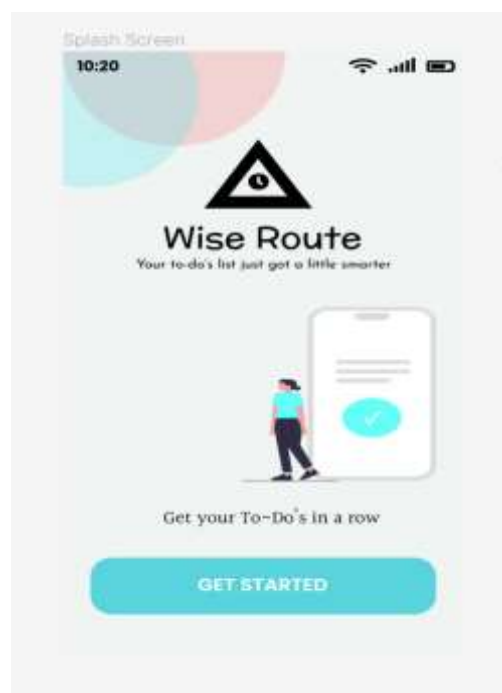 Splash Screen
10:20
Wise Route
Your to-do's list just got a little smarter
Get your To-Do's in a row
GET STARTED